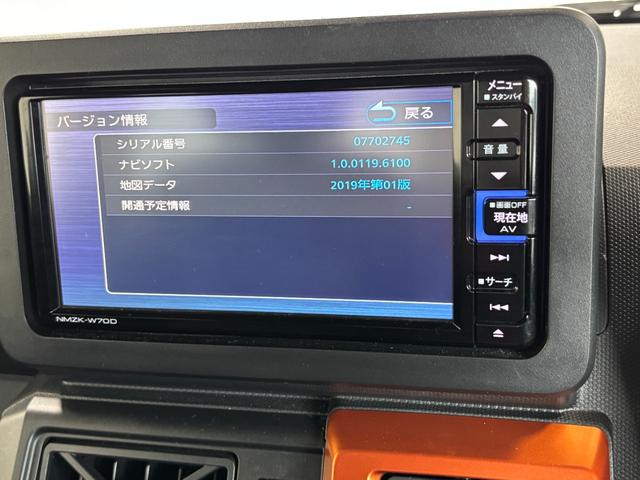 バージョン情報
戻る
シリアル番号 07702745
ナビソフト 1.0.0119.6100
地図データ 2019年第01版
開通予定情報 -
NMZK-W70D
メニュー
■スタンバイ
音量
■画面OFF
現在地
AV
■サーチ